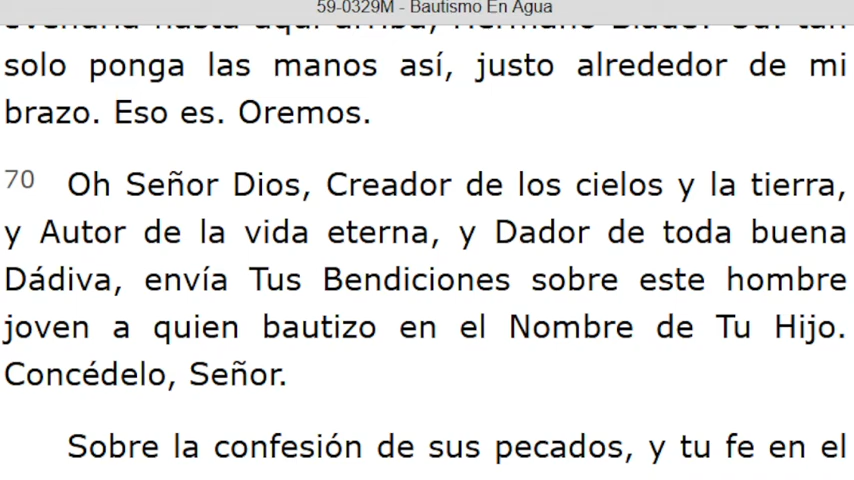 59-0329M - Bautismo En Agua
solo ponga las manos así, justo alrededor de mi
brazo. Eso es. Oremos.
70 Oh Señor Dios, Creador de los cielos y la tierra,
y Autor de la vida eterna, y Dador de toda buena
Dádiva, envía Tus Bendiciones sobre este hombre
joven a quien bautizo en el Nombre de Tu Hijo.
Concédelo, Señor.
Sobre la confesión de sus pecados, y tu fe en el